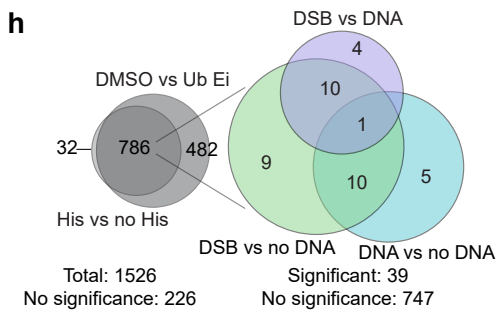 h
DSB vs DNA
4
DMSO vs Ub Ei
10
1
32
786
482
9
10
5
His vs no His
DSB vs no DNA
DNA vs no DNA
Total: 1526
No significance: 226
Significant: 39
No significance: 747